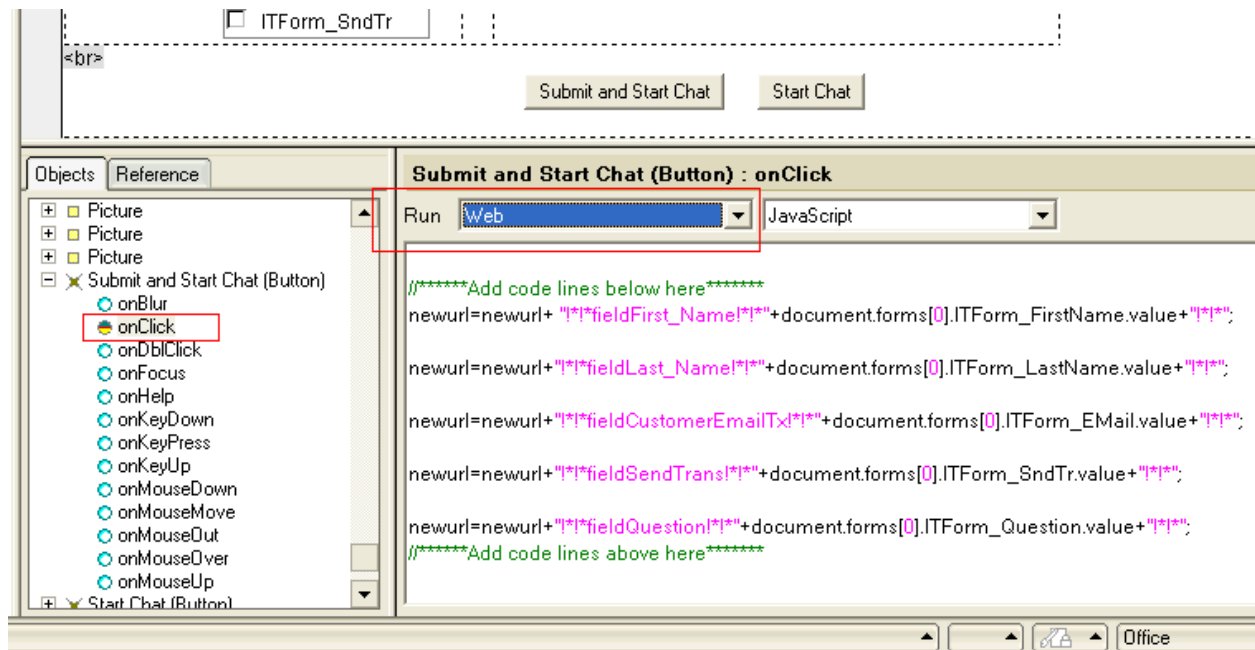 ITForm_SndTr
<br>
Submit and Start Chat
Start Chat
Objects
Reference
Picture
Picture
Picture
Submit and Start Chat (Button)
onBlur
onClick
onDblClick
onFocus
onHelp
onKeyDown
onKeyPress
onKeyUp
onMouseDown
onMouseMove
onMouseOut
onMouseOver
onMouseUp
Start Chat (Button)
Submit and Start Chat (Button) : onClick
Run Web JavaScript
//******Add code lines below here*******
newurl=newurl+ "!*!*fieldFirst_Name!*!*"+document.forms[0].ITForm_FirstName.value+"!*!*";
newurl=newurl+"!*!*fieldLast_Name!*!*"+document.forms[0].ITForm_LastName.value+"!*!*";
newurl=newurl+"!*!*fieldCustomerEmailTx!*!*"+document.forms[0].ITForm_EMail.value+"!*!*";
newurl=newurl+"!*!*fieldSendTrans!*!*"+document.forms[0].ITForm_SndTr.value+"!*!*";
newurl=newurl+"!*!*fieldQuestion!*!*"+document.forms[0].ITForm_Question.value+"!*!*";
//******Add code lines above here*******
Office